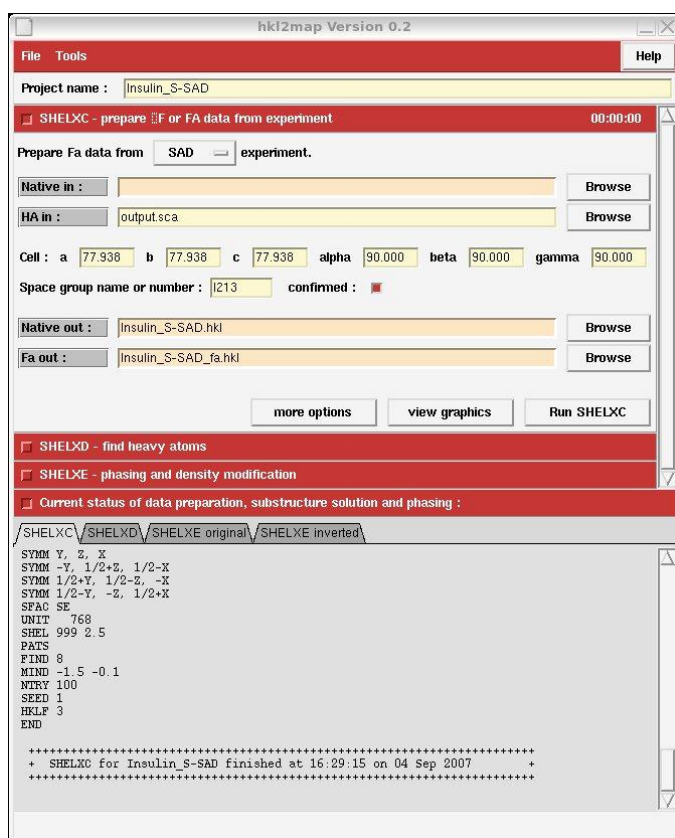 hkl2map Version 0.2
File Tools Help
Project name : Insulin_S-SAD
SHELXC - prepare F or FA data from experiment 00:00:00
Prepare Fa data from SAD experiment.
Native in : Browse
HA in : output.sca Browse
Cell : a 77.938 b 77.938 c 77.938 alpha 90.000 beta 90.000 gamma 90.000
Space group name or number : I213 confirmed :
Native out : Insulin_S-SAD.hkl Browse
Fa out : Insulin_S-SAD_fa.hkl Browse
more options view graphics Run SHELXC
SHELXD - find heavy atoms
SHELXE - phasing and density modification
Current status of data preparation, substructure solution and phasing :
SHELXC SHELXD SHELXE original SHELXE inverted
SYMM Y, Z, X
SYMM -Y, 1/2+Z, 1/2-X
SYMM 1/2+Y, 1/2-Z, -X
SYMM 1/2-Y, -Z, 1/2+X
SFAC SE
UNIT 768
SHEL 999 2.5
PATS
FIND 8
MIND -1.5 -0.1
NTRY 100
SEED 1
HKLF 3
END
++++++++++++++++++++++++++++++++++++++++++++++++++++++++++++++++++++++
+ SHELXC for Insulin_S-SAD finished at 16:29:15 on 04 Sep 2007 +
++++++++++++++++++++++++++++++++++++++++++++++++++++++++++++++++++++++